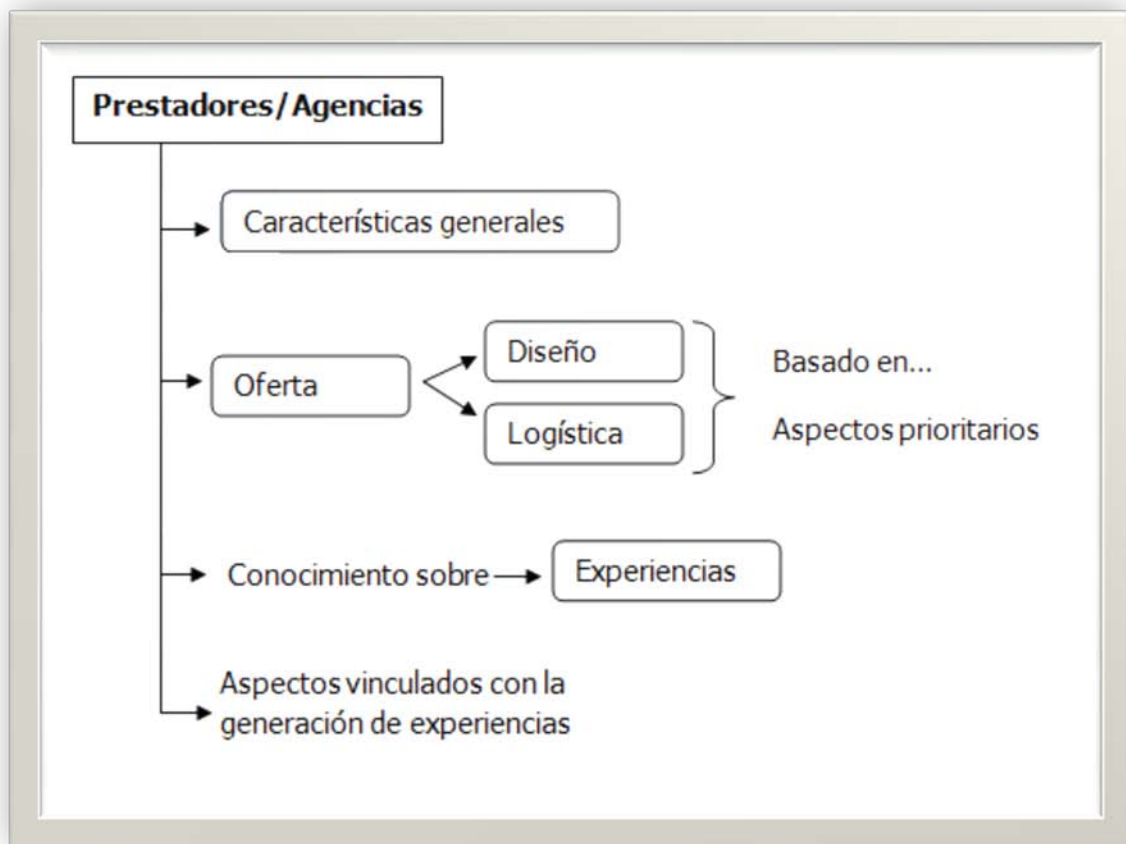 Prestadores/Agencias
Características generales
Oferta
Diseño
Logística
Basado en...
Aspectos prioritarios
Conocimiento sobre
Experiencias
Aspectos vinculados con la
generación de experiencias